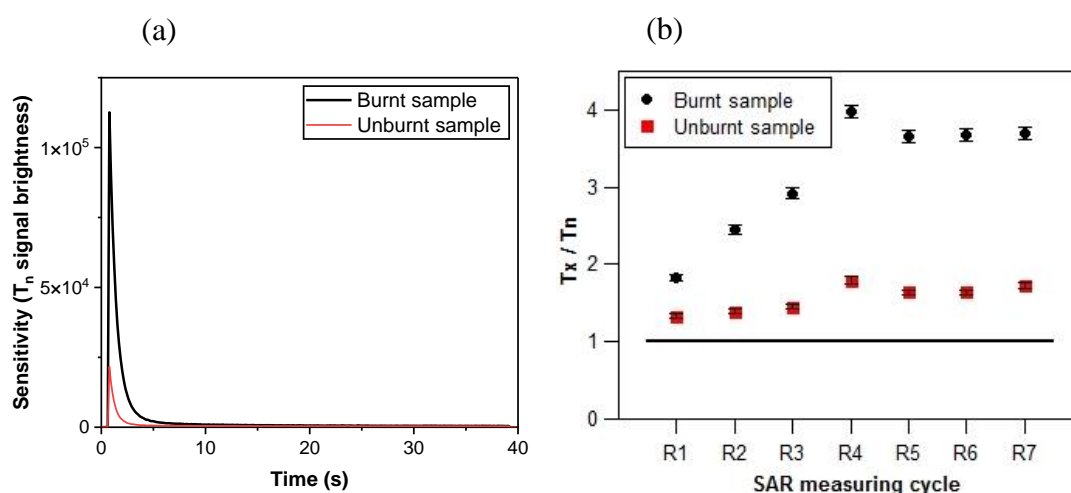 (a)
Sensitivity (Tn signal brightness)
1×10⁵
5×10⁴
0
Burnt sample
Unburnt sample
0 10 20 30 40
Time (s)
(b)
Tx / Tn
4
3
2
1
0
Burnt sample
Unburnt sample
R1 R2 R3 R4 R5 R6 R7
SAR measuring cycle